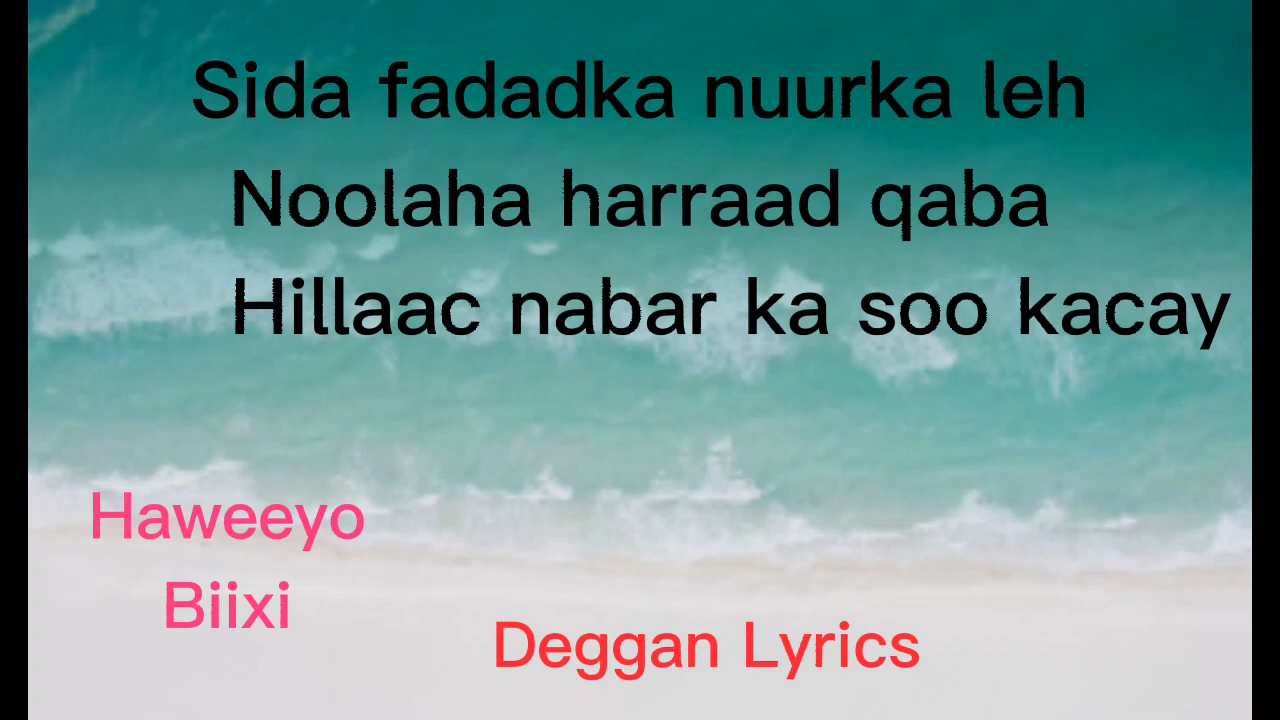 Sida fadadka nuurka leh
Noolaha harraad qaba
Hillaac nabar ka soo kacay
Haweeyo
Biixi
Deggan Lyrics